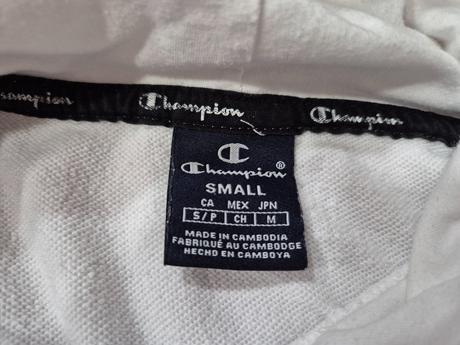 Champion Champion Champion
Champion®
SMALL
CA MEX JPN
S/P CH M
MADE IN CAMBODIA
FABRIQUÉ AU CAMBODGE
HECHO EN CAMBOYA